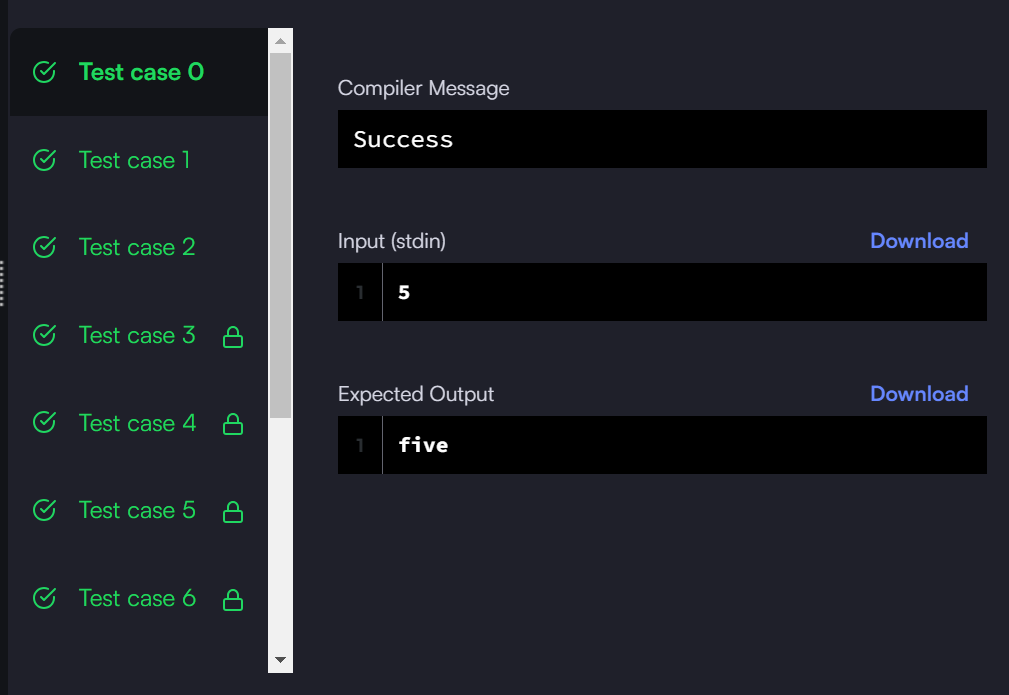 Test case 0
Test case 1
Test case 2
Test case 3
Test case 4
Test case 5
Test case 6
Compiler Message
Success
Input (stdin)
Download
1 5
Expected Output
Download
1 five